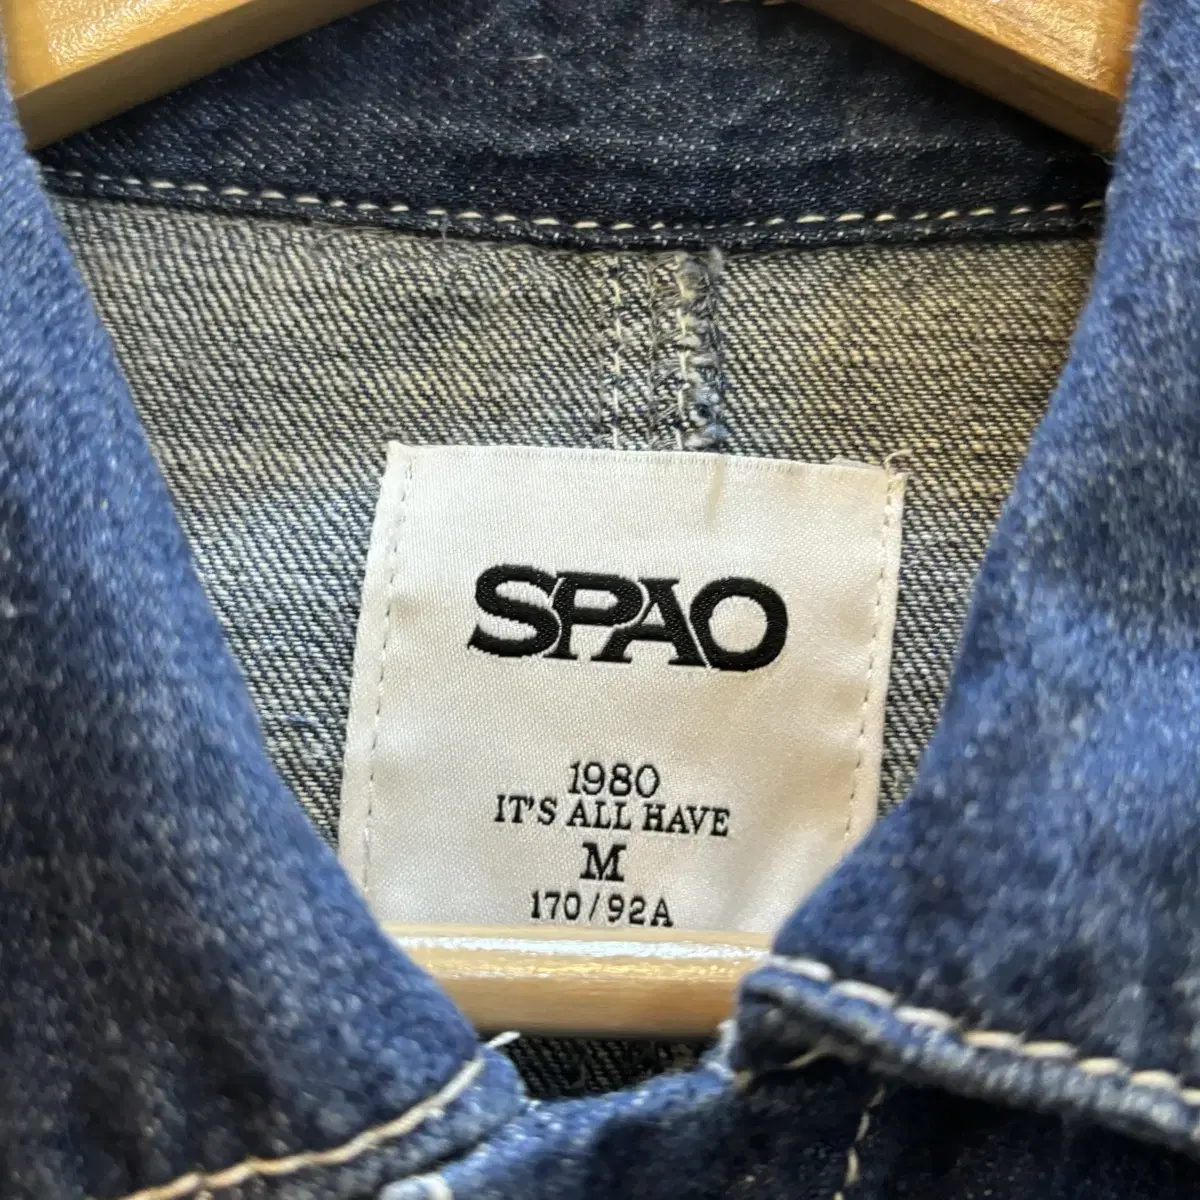 SPAO
1980
IT'S ALL HAVE
M
170/92A